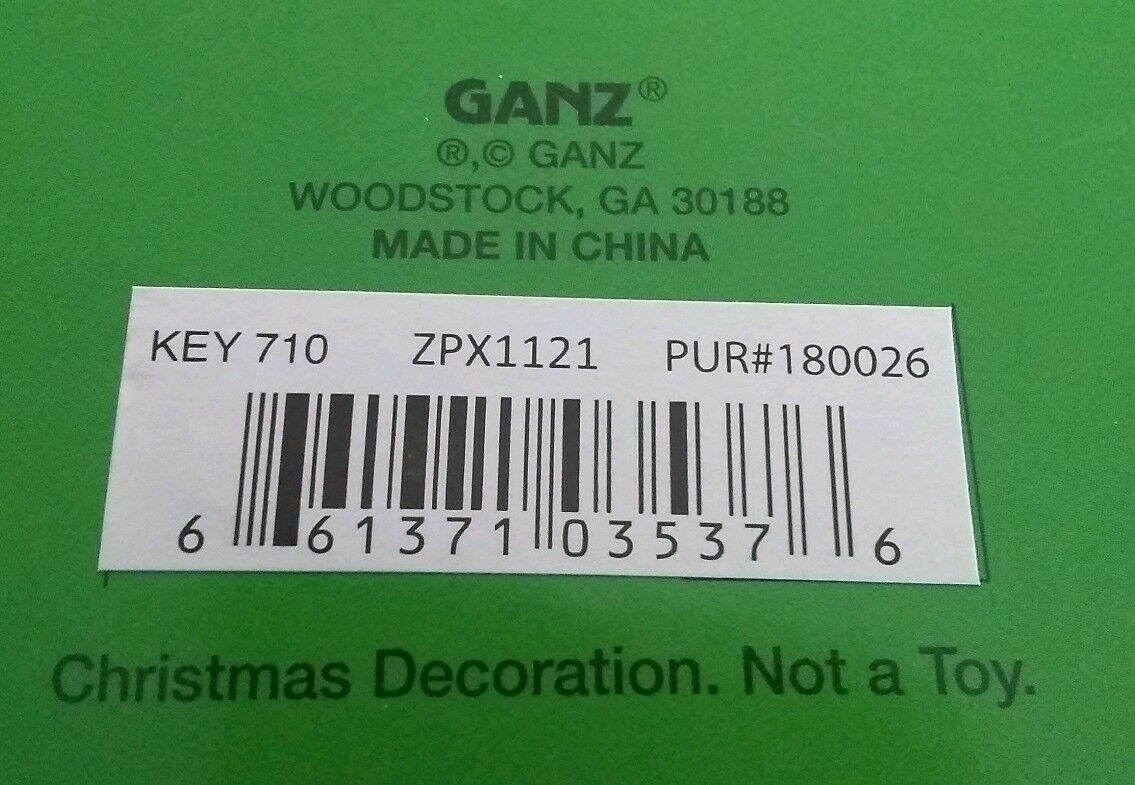 GANZ®
®,© GANZ
WOODSTOCK, GA 30188
MADE IN CHINA
KEY 710 ZPX1121 PUR#180026
6 61371 03537 6
Christmas Decoration. Not a Toy.